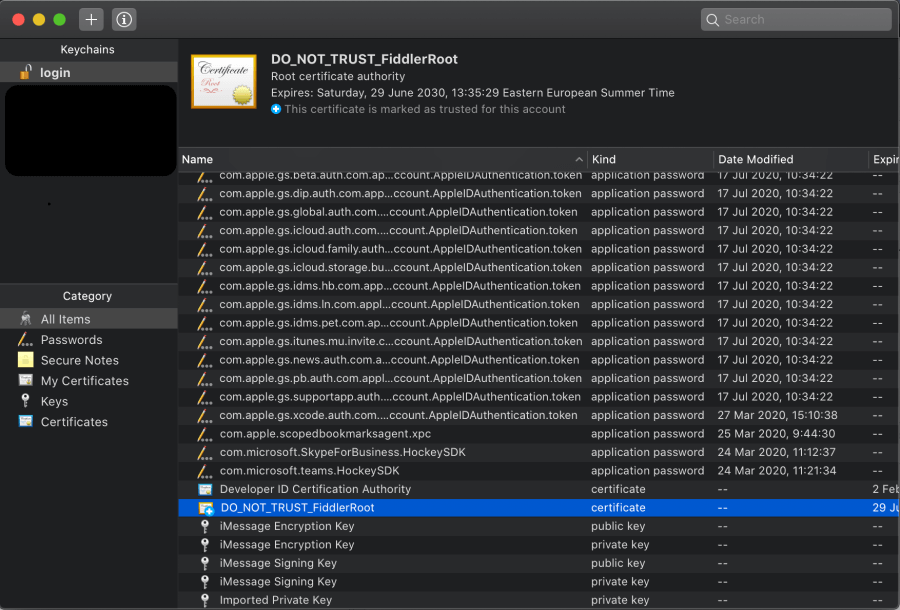 Search
Keychains
login
DO_NOT_TRUST_FiddlerRoot
Certificate
Root
Root certificate authority
Expires: Saturday, 29 June 2030, 13:35:29 Eastern European Summer Time
This certificate is marked as trusted for this account
Name Kind Date Modified Expir
com.apple.gs.beta.auth.com.ap...ccount.AppleIDAuthentication.token application password 17 Jul 2020, 10:34:22 --
com.apple.gs.dip.auth.com.app...ccount.AppleIDAuthentication.token application password 17 Jul 2020, 10:34:22 --
com.apple.gs.global.auth.com....ccount.AppleIDAuthentication.token application password 17 Jul 2020, 10:34:22 --
com.apple.gs.icloud.auth.com....ccount.AppleIDAuthentication.token application password 17 Jul 2020, 10:34:22 --
com.apple.gs.icloud.family.auth...ccount.AppleIDAuthentication.token application password 17 Jul 2020, 10:34:22 --
com.apple.gs.icloud.storage.bu...ccount.AppleIDAuthentication.token application password 17 Jul 2020, 10:34:22 --
com.apple.gs.idms.hb.com.app...ccount.AppleIDAuthentication.token application password 17 Jul 2020, 10:34:22 --
com.apple.gs.idms.ln.com.appl...ccount.AppleIDAuthentication.token application password 17 Jul 2020, 10:34:22 --
com.apple.gs.idms.pet.com.ap...ccount.AppleIDAuthentication.token application password 17 Jul 2020, 10:34:22 --
com.apple.gs.itunes.mu.invite.c...ccount.AppleIDAuthentication.token application password 17 Jul 2020, 10:34:22 --
com.apple.gs.news.auth.com.a...ccount.AppleIDAuthentication.token application password 17 Jul 2020, 10:34:22 --
com.apple.gs.pb.auth.com.appl...ccount.AppleIDAuthentication.token application password 17 Jul 2020, 10:34:22 --
com.apple.gs.supportapp.auth....ccount.AppleIDAuthentication.token application password 17 Jul 2020, 10:34:22 --
com.apple.gs.xcode.auth.com....ccount.AppleIDAuthentication.token application password 27 Mar 2020, 15:10:38 --
com.apple.scopedbookmarksagent.xpc application password 25 Mar 2020, 9:44:30 --
com.microsoft.SkypeForBusiness.HockeySDK application password 24 Mar 2020, 11:12:37 --
com.microsoft.teams.HockeySDK application password 24 Mar 2020, 11:21:34 --
Developer ID Certification Authority certificate -- 2 Feb
DO_NOT_TRUST_FiddlerRoot certificate -- 29 Ju
iMessage Encryption Key public key -- --
iMessage Encryption Key private key -- --
iMessage Signing Key public key -- --
iMessage Signing Key private key -- --
Imported Private Key private key -- --
Category
All Items
Passwords
Secure Notes
My Certificates
Keys
Certificates